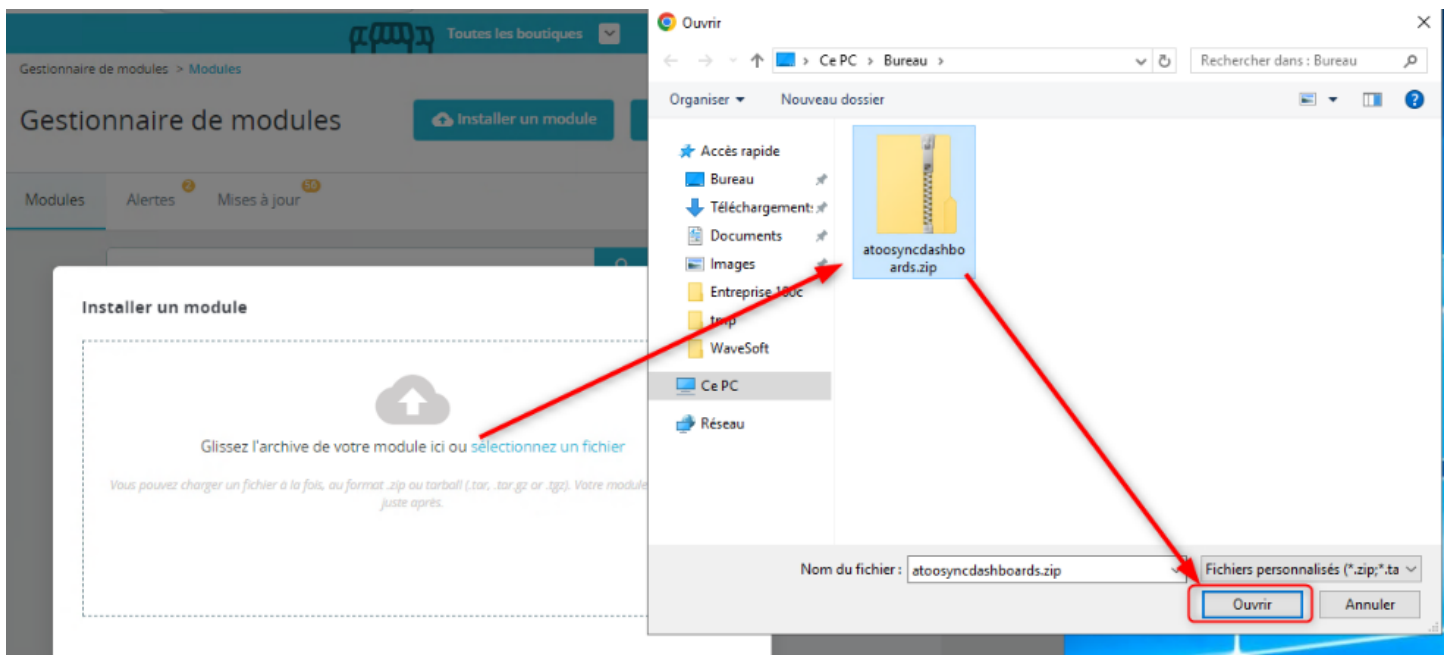 Toutes les boutiques
Gestionnaire de modules > Modules
Gestionnaire de modules
Installer un module
Modules
Alertes
2
Mises à jour
50
Installer un module
Glissez l'archive de votre module ici ou sélectionnez un fichier
Vous pouvez charger un fichier à la fois, au format .zip ou tarball (.tar, .tar.gz or .tgz). Votre module
juste après.
Ouvrir
Ce PC > Bureau >
Rechercher dans : Bureau
Organiser
Nouveau dossier
Accès rapide
Bureau
Téléchargement:
Documents
Images
Entreprise 100c
tmp
WaveSoft
Ce PC
Réseau
atoosyncdashbo
ards.zip
Nom du fichier : atoosyncdashboards.zip
Fichiers personnalisés (*.zip;*.ta
Ouvrir
Annuler